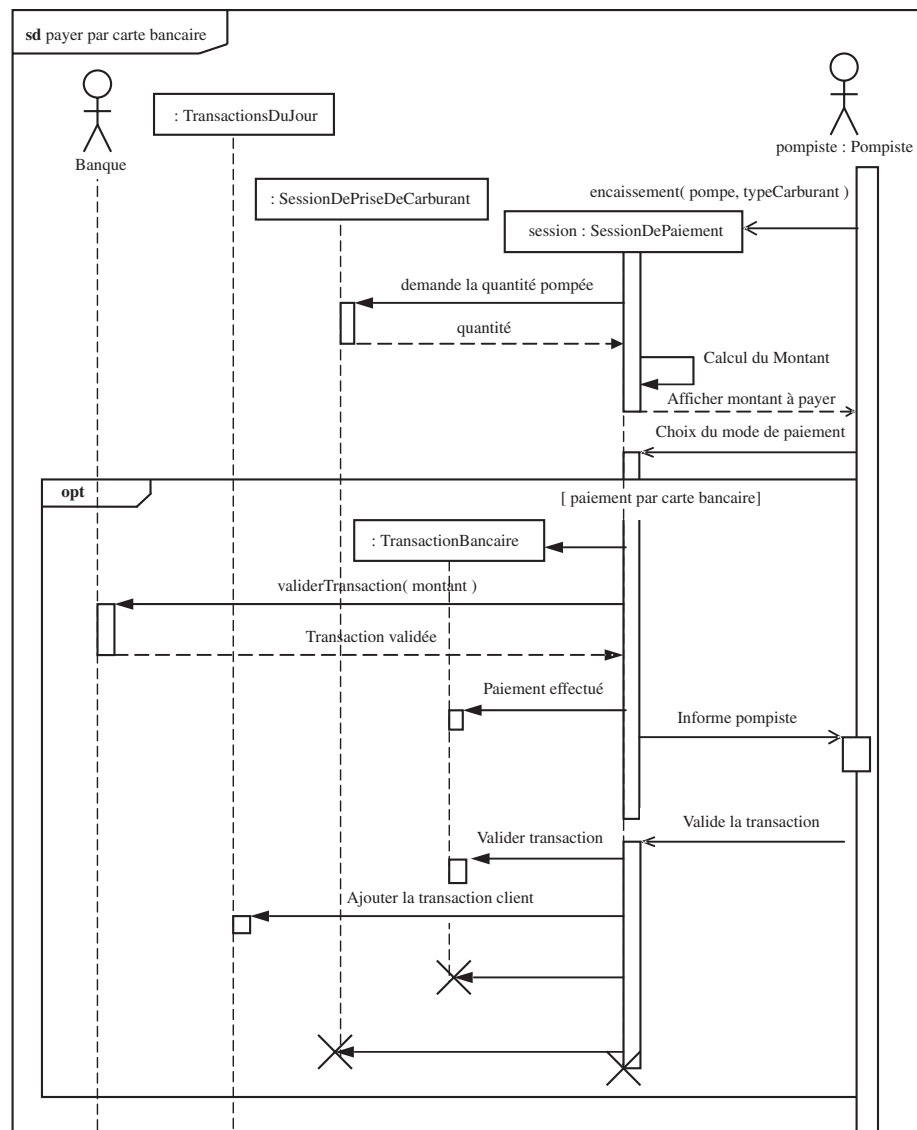 sd payer par carte bancaire
: TransactionsDuJour
Banque
pompiste : Pompiste
: SessionDePriseDeCarburant
encaissement( pompe, typeCarburant )
session : SessionDePaiement
demande la quantité pompée
quantité
Calcul du Montant
Afficher montant à payer
Choix du mode de paiement
opt
[ paiement par carte bancaire]
: TransactionBancaire
validerTransaction( montant )
Transaction validée
Paiement effectué
Informe pompiste
Valide la transaction
Valider transaction
Ajouter la transaction client